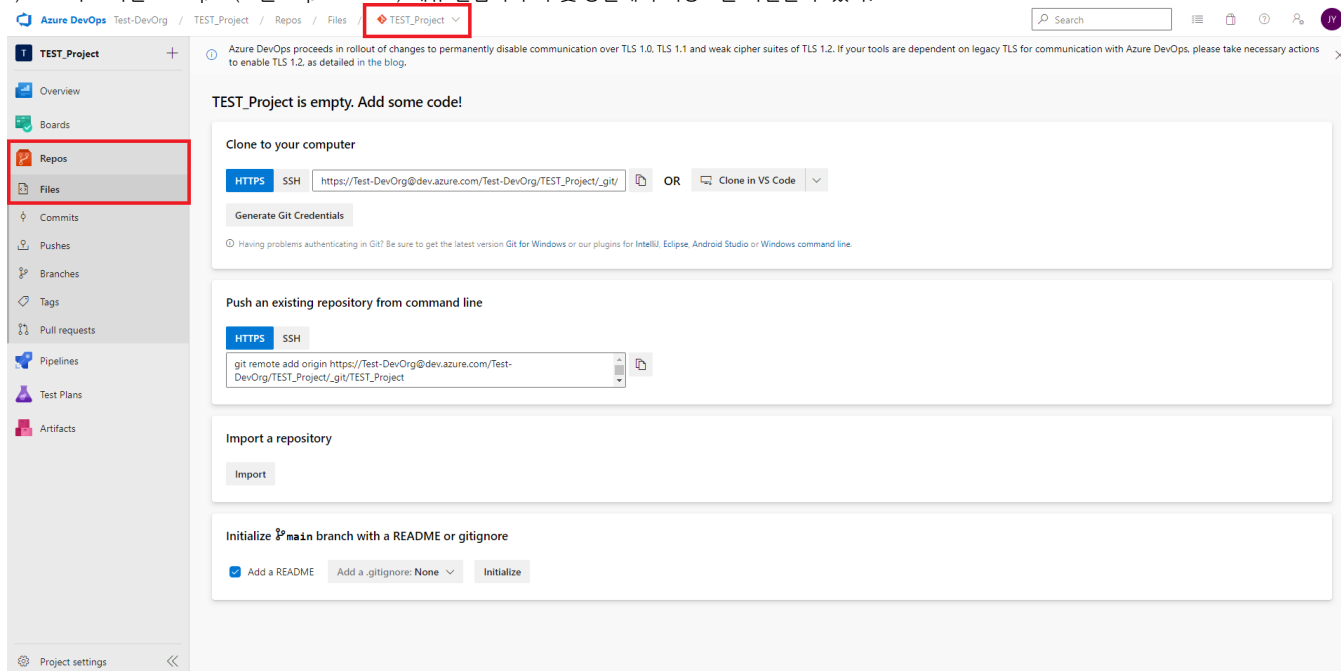 Azure DevOps Test-DevOrg / TEST_Project / Repos / Files / TEST_Project
Search
JY
T TEST_Project
Azure DevOps proceeds in rollout of changes to permanently disable communication over TLS 1.0, TLS 1.1 and weak cipher suites of TLS 1.2. If your tools are dependent on legacy TLS for communication with Azure DevOps, please take necessary actions
to enable TLS 1.2, as detailed in the blog.
Overview
Boards
Repos
Files
Commits
Pushes
Branches
Tags
Pull requests
Pipelines
Test Plans
Artifacts
Project settings
TEST_Project is empty. Add some code!
Clone to your computer
HTTPS SSH https://Test-DevOrg@dev.azure.com/Test-DevOrg/TEST_Project/_git/ OR Clone in VS Code
Generate Git Credentials
Having problems authenticating in Git? Be sure to get the latest version Git for Windows or our plugins for IntelliJ, Eclipse, Android Studio or Windows command line.
Push an existing repository from command line
HTTPS SSH
git remote add origin https://Test-DevOrg@dev.azure.com/Test-
DevOrg/TEST_Project/_git/TEST_Project
Import a repository
Import
Initialize main branch with a README or gitignore
Add a README Add a .gitignore: None Initialize